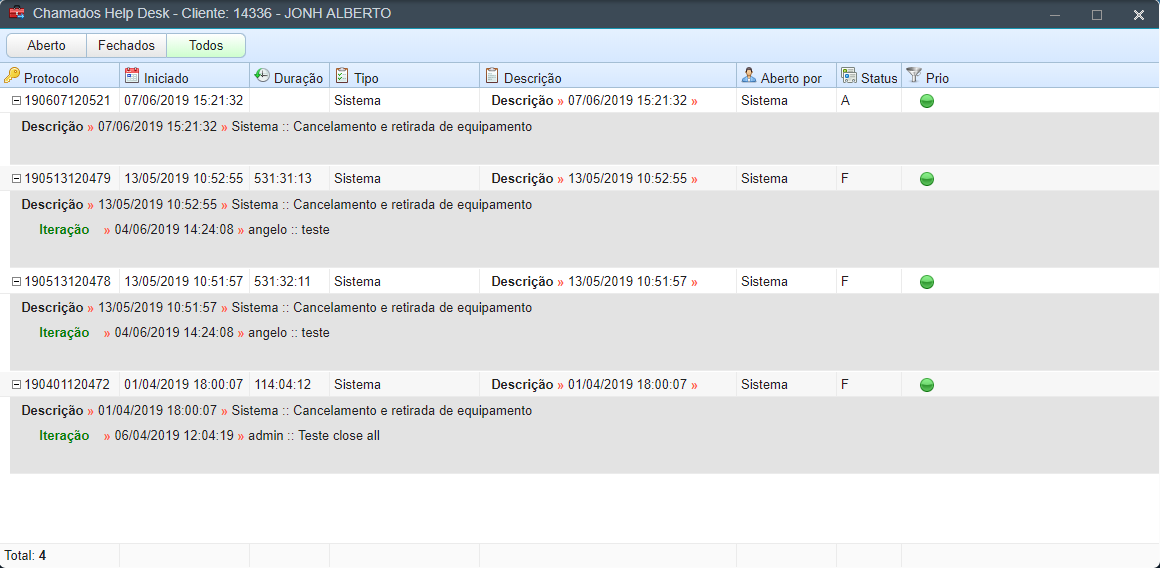 Chamados Help Desk - Cliente: 14336 - JONH ALBERTO
Aberto Fechados Todos
Protocolo Iniciado Duração Tipo Descrição Aberto por Status Prio
190607120521 07/06/2019 15:21:32 Sistema Descrição » 07/06/2019 15:21:32 » Sistema A
Descrição » 07/06/2019 15:21:32 » Sistema :: Cancelamento e retirada de equipamento
190513120479 13/05/2019 10:52:55 531:31:13 Sistema Descrição » 13/05/2019 10:52:55 » Sistema F
Descrição » 13/05/2019 10:52:55 » Sistema :: Cancelamento e retirada de equipamento
Iteração » 04/06/2019 14:24:08 » angelo :: teste
190513120478 13/05/2019 10:51:57 531:32:11 Sistema Descrição » 13/05/2019 10:51:57 » Sistema F
Descrição » 13/05/2019 10:51:57 » Sistema :: Cancelamento e retirada de equipamento
Iteração » 04/06/2019 14:24:08 » angelo :: teste
190401120472 01/04/2019 18:00:07 114:04:12 Sistema Descrição » 01/04/2019 18:00:07 » Sistema F
Descrição » 01/04/2019 18:00:07 » Sistema :: Cancelamento e retirada de equipamento
Iteração » 06/04/2019 12:04:19 » admin :: Teste close all
Total: 4